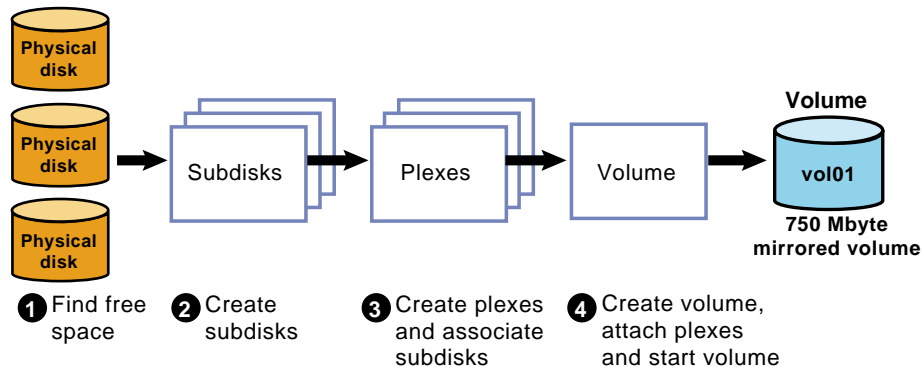 Physical
disk
Physical
disk
Physical
disk
Subdisks
Plexes
Volume
Volume
vol01
750 Mbyte
mirrored volume
1 Find free
space
2 Create
subdisks
3 Create plexes
and associate
subdisks
4 Create volume,
attach plexes
and start volume